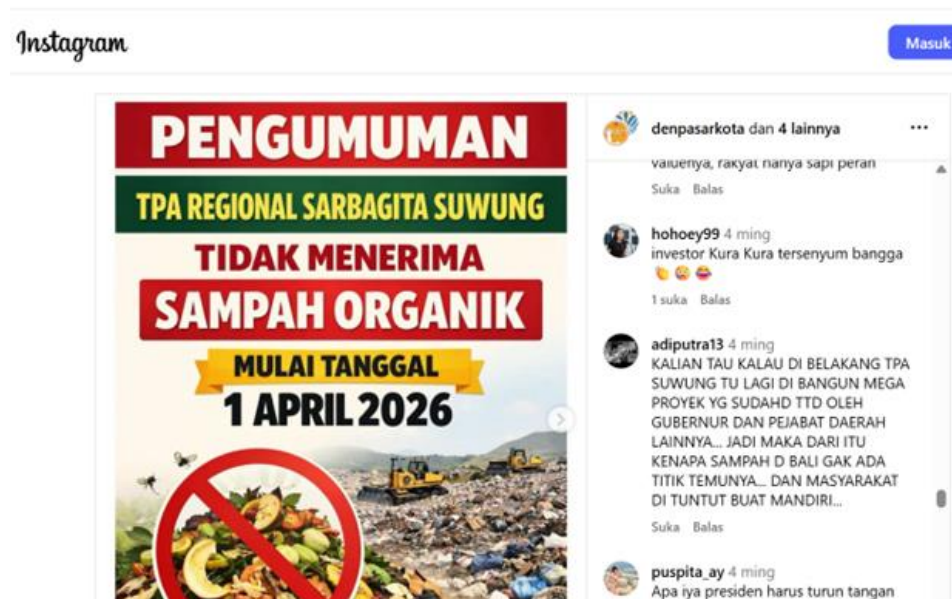 Instagram
Masuk
PENGUMUMAN
TPA REGIONAL SARBAGITA SUWUNG
TIDAK MENERIMA
SAMPAH ORGANIK
MULAI TANGGAL
1 APRIL 2026
denpasarkota dan 4 lainnya
valuenya, rakyat hanya sapi perah
Suka Balas
hohoey99 4 ming
investor Kura Kura tersenyum bangga
👏😅😂
1 suka Balas
adiputra13 4 ming
KALIAN TAU KALAU DI BELAKANG TPA
SUWUNG TU LAGI DI BANGUN MEGA
PROYEK YG SUDAHD TTD OLEH
GUBERNUR DAN PEJABAT DAERAH
LAINNYA... JADI MAKA DARI ITU
KENAPA SAMPAH D BALI GAK ADA
TITIK TEMUNYA... DAN MASYARAKAT
DI TUNTUT BUAT MANDIRI...
Suka Balas
puspita_ay 4 ming
Apa iya presiden harus turun tangan